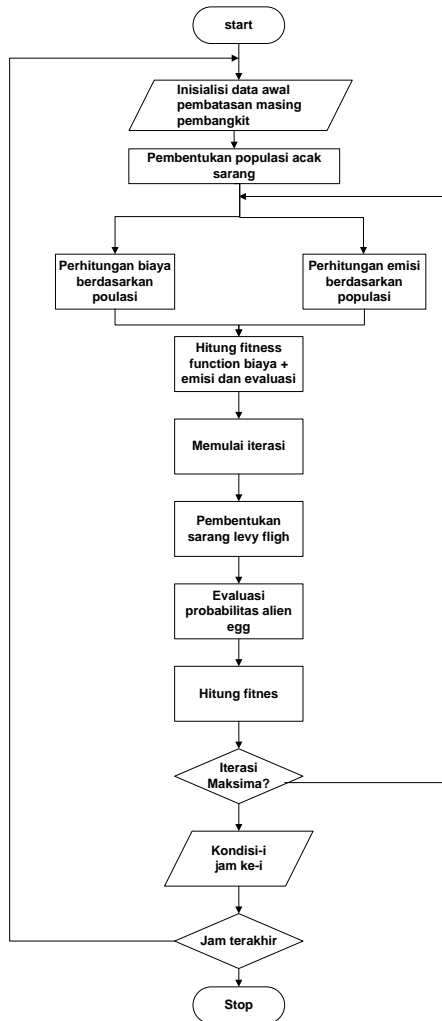 start
Inisialisi data awal
pembatasan masing
pembangkit
Pembentukan populasi acak
sarang
Perhitungan biaya
berdasarkan
poulasi
Perhitungan emisi
berdasarkan
populasi
Hitung fitness
function biaya +
emisi dan evaluasi
Memulai iterasi
Pembentukan
sarang levy fligh
Evaluasi
probabilitas alien
egg
Hitung fitnes
Iterasi
Maksima?
Kondisi-i
jam ke-i
Jam terakhir
Stop